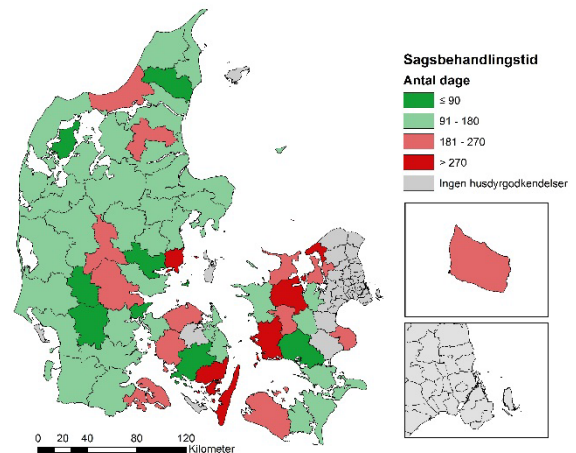 Sagsbehandlingstid
Antal dage
≤ 90
91 - 180
181 - 270
> 270
Ingen husdyrgodkendelser
0 20 40 80 120
Kilometer